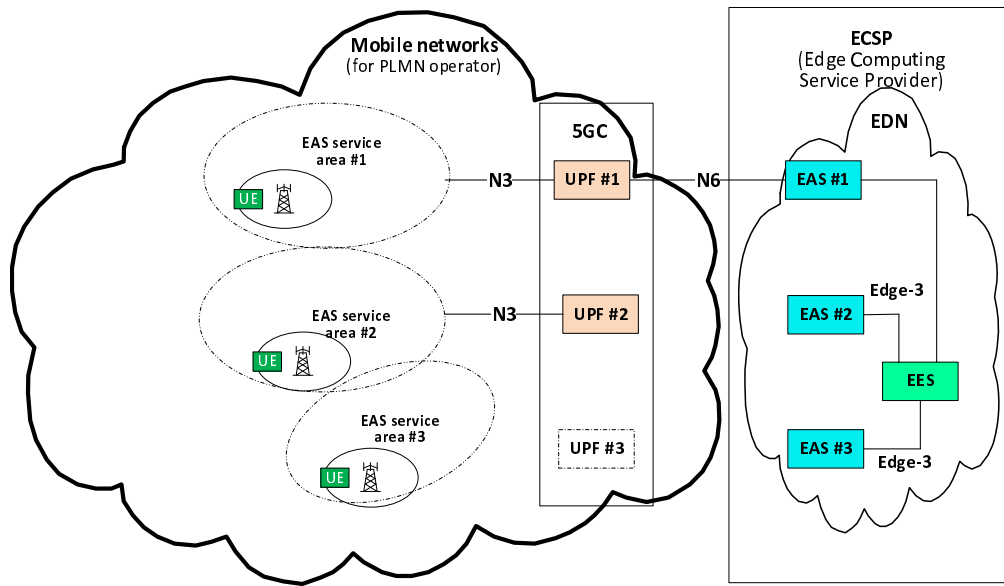 Mobile networks
(for PLMN operator)
ECSP
(Edge Computing
Service Provider)
EDN
5GC
EAS service
area #1
UE
N3
UPF #1
N6
EAS #1
EAS service
area #2
UE
N3
UPF #2
Edge-3
EAS #2
EES
EAS service
area #3
UE
UPF #3
EAS #3
Edge-3